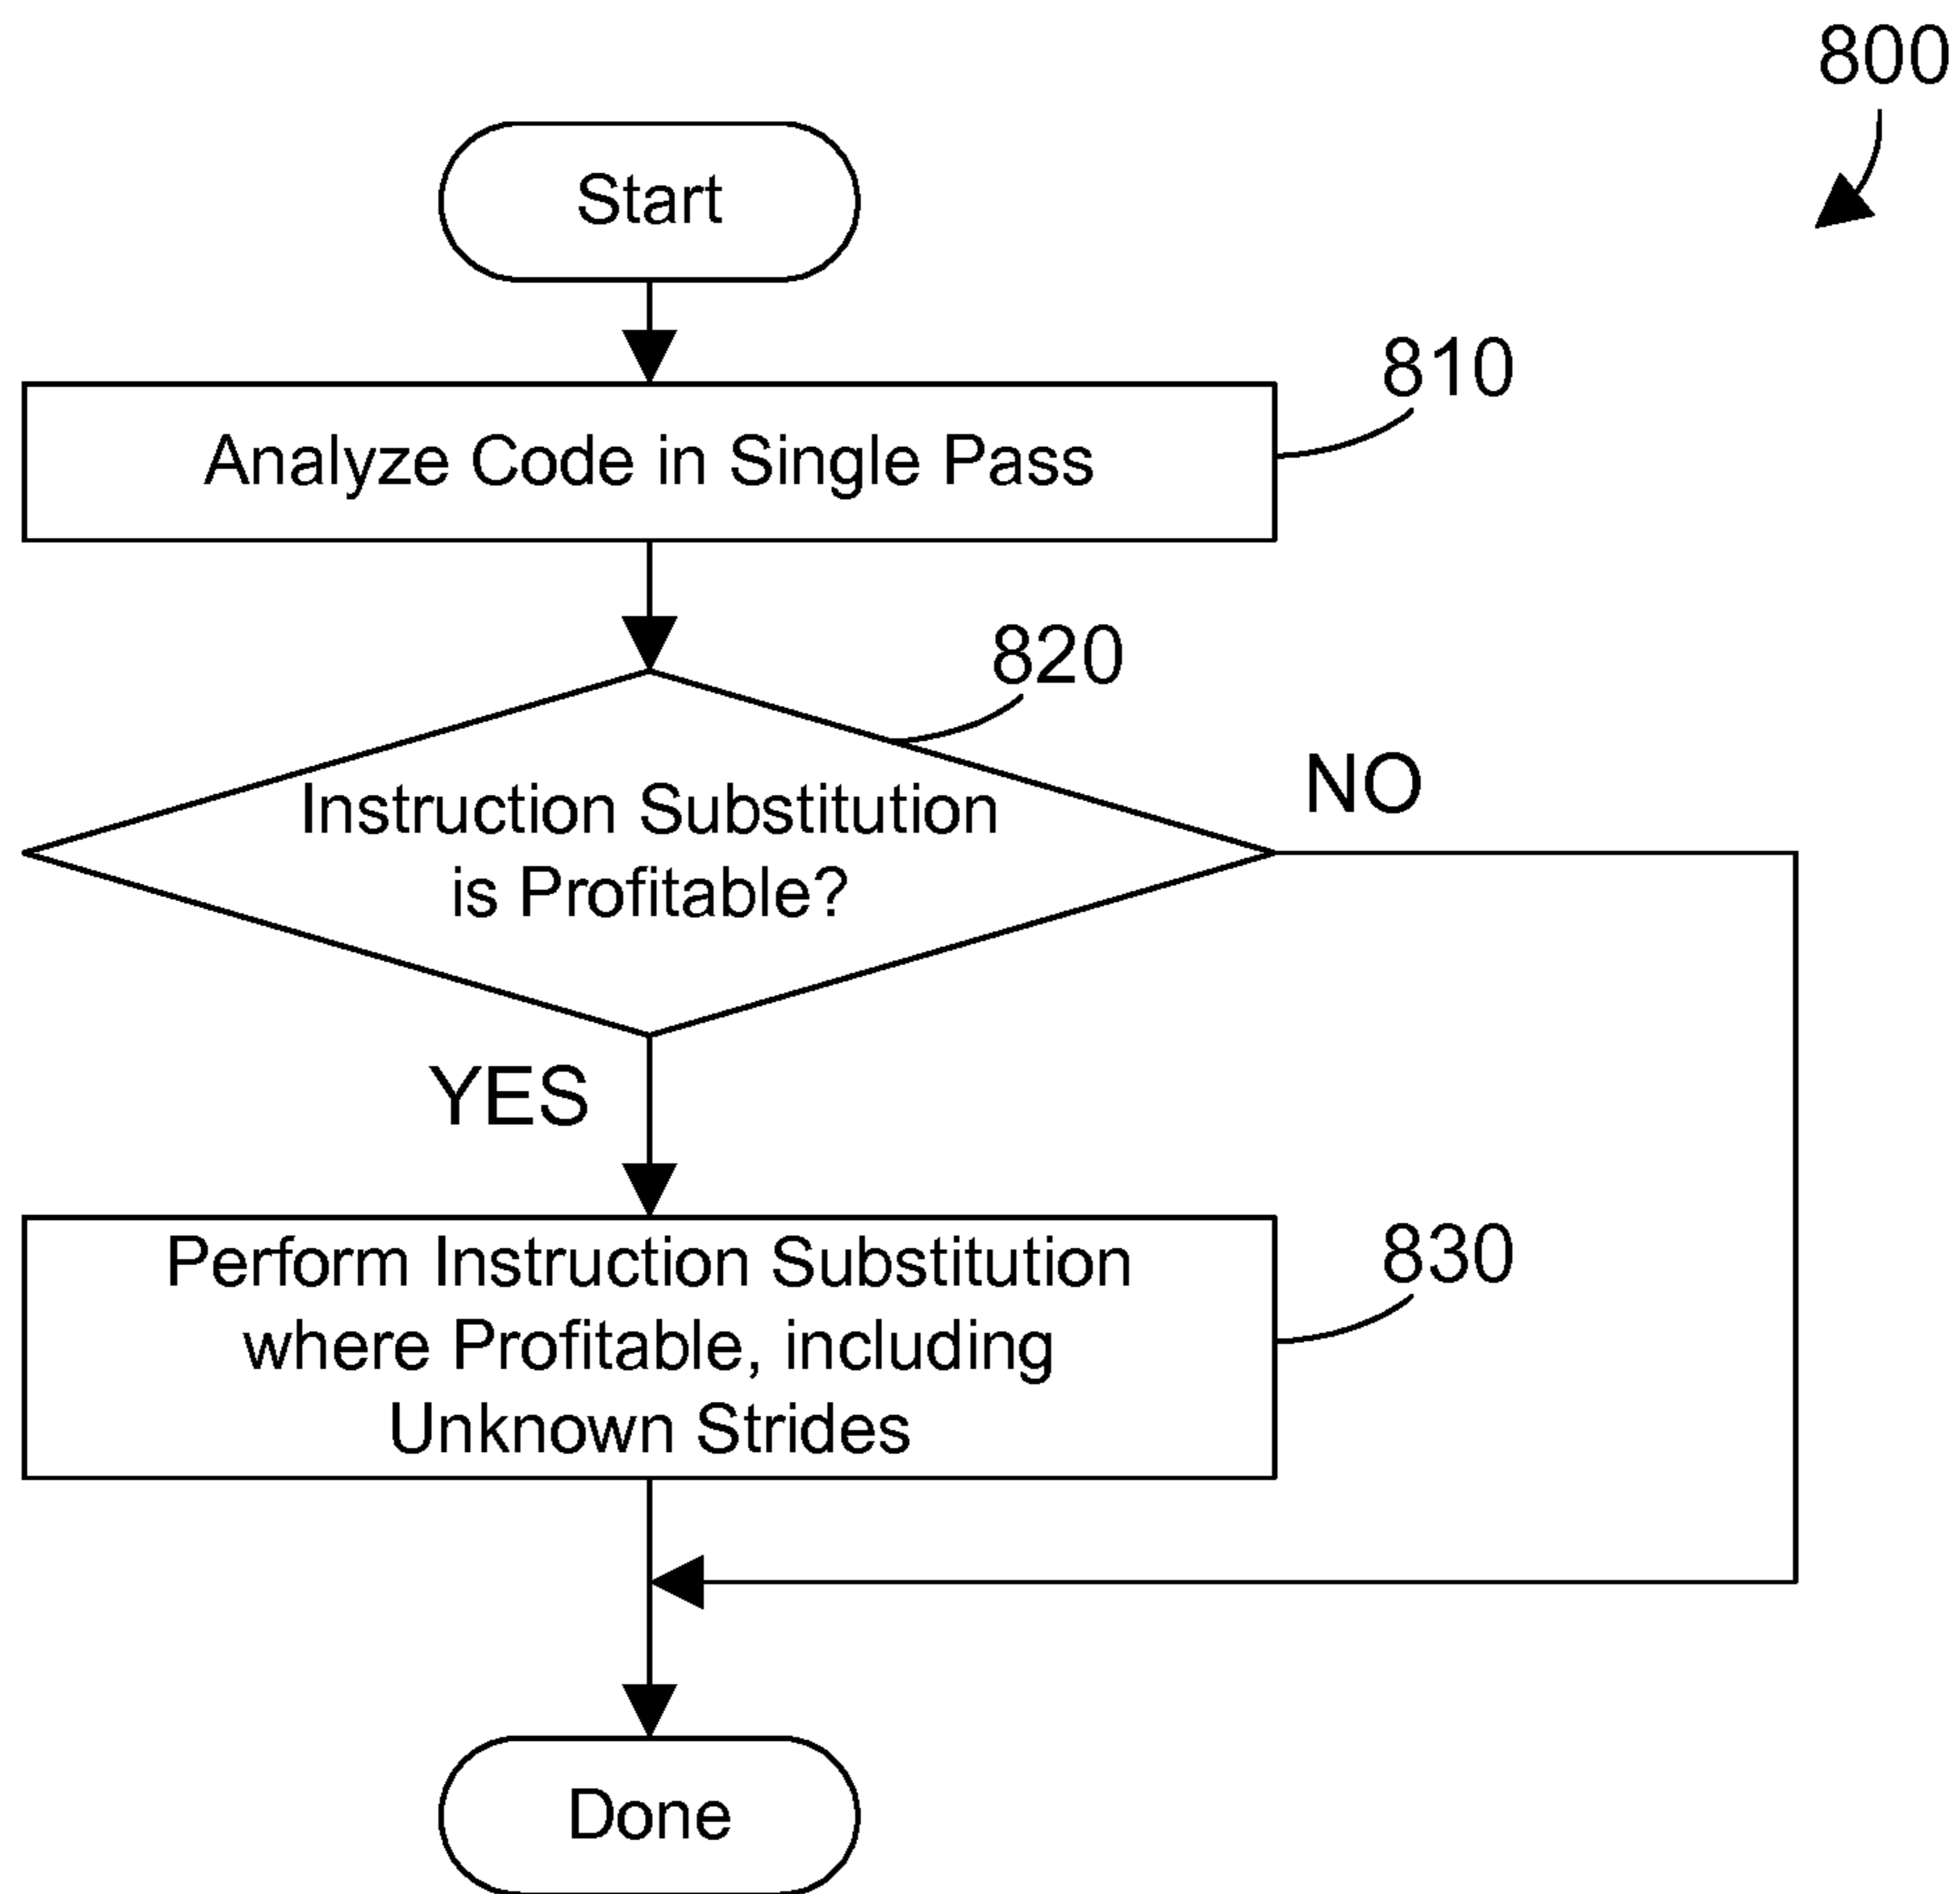 800
Start
810
Analyze Code in Single Pass
820
Instruction Substitution
is Profitable?
NO
YES
830
Perform Instruction Substitution
where Profitable, including
Unknown Strides
Done